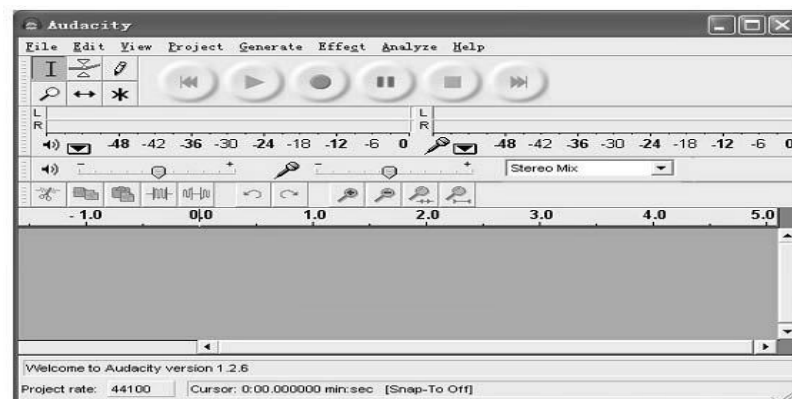 Audacity
File Edit View Project Generate Effect Analyze Help
L
R
L
R
-48 -42 -36 -30 -24 -18 -12 -6 0
-48 -42 -36 -30 -24 -18 -12 -6 0
- + - + Stereo Mix
- 1.0 0.0 1.0 2.0 3.0 4.0 5.0
Welcome to Audacity version 1.2.6
Project rate: 44100 Cursor: 0:00.000000 min:sec [Snap-To Off]